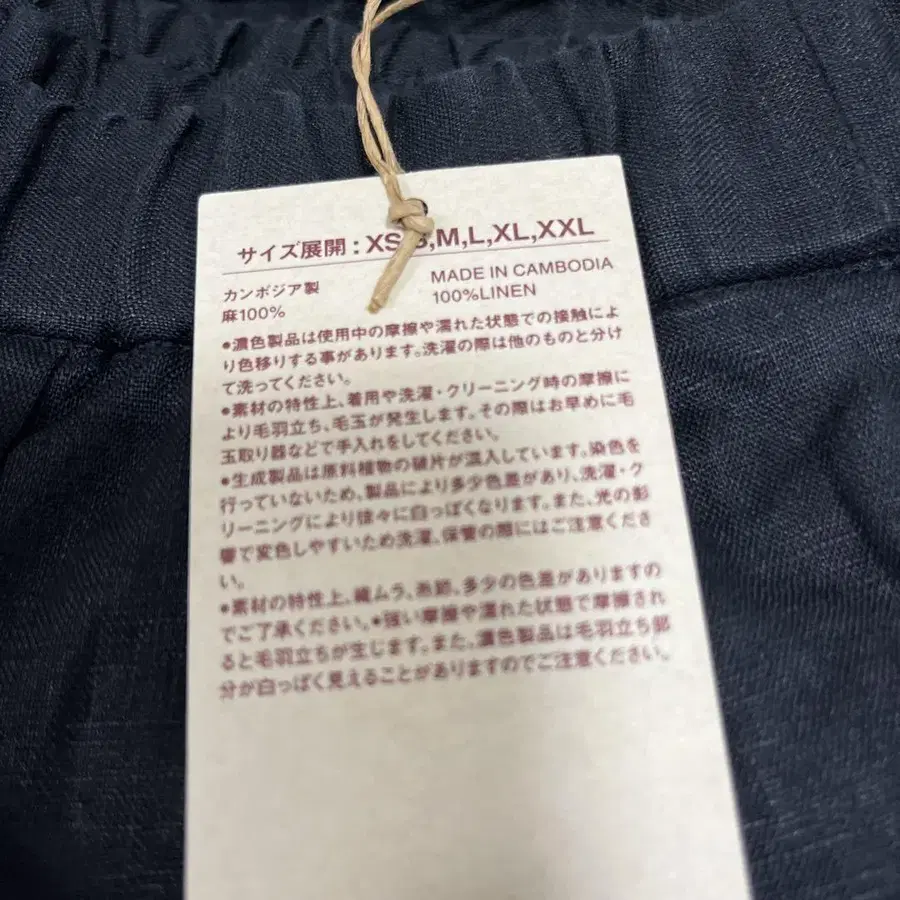 サイズ展開 : XS,S,M,L,XL,XXL
カンボジア製 MADE IN CAMBODIA
麻100% 100%LINEN
•濃色製品は使用中の摩擦や濡れた状態での接触によ
り色移りする事があります。洗濯の際は他のものと分け
て洗ってください。
•素材の特性上、着用や洗濯・クリーニング時の摩擦に
より毛羽立ち、毛玉が発生します。その際はお早めに毛
玉取り器などで手入れをしてください。
•生成製品は原料植物の破片が混入しています。染色を
行っていないため、製品により多少色差があり、洗濯・ク
リーニングにより徐々に白っぽくなります。また、光の影
響で変色しやすいため洗濯、保管の際にはご注意くださ
い。
•素材の特性上、織ムラ、糸節、多少の色差がありますの
でご了承ください。•強い摩擦や濡れた状態で摩擦され
ると毛羽立ちが生じます。また、濃色製品は毛羽立ち部
分が白っぽく見えることがありますのでご注意ください。